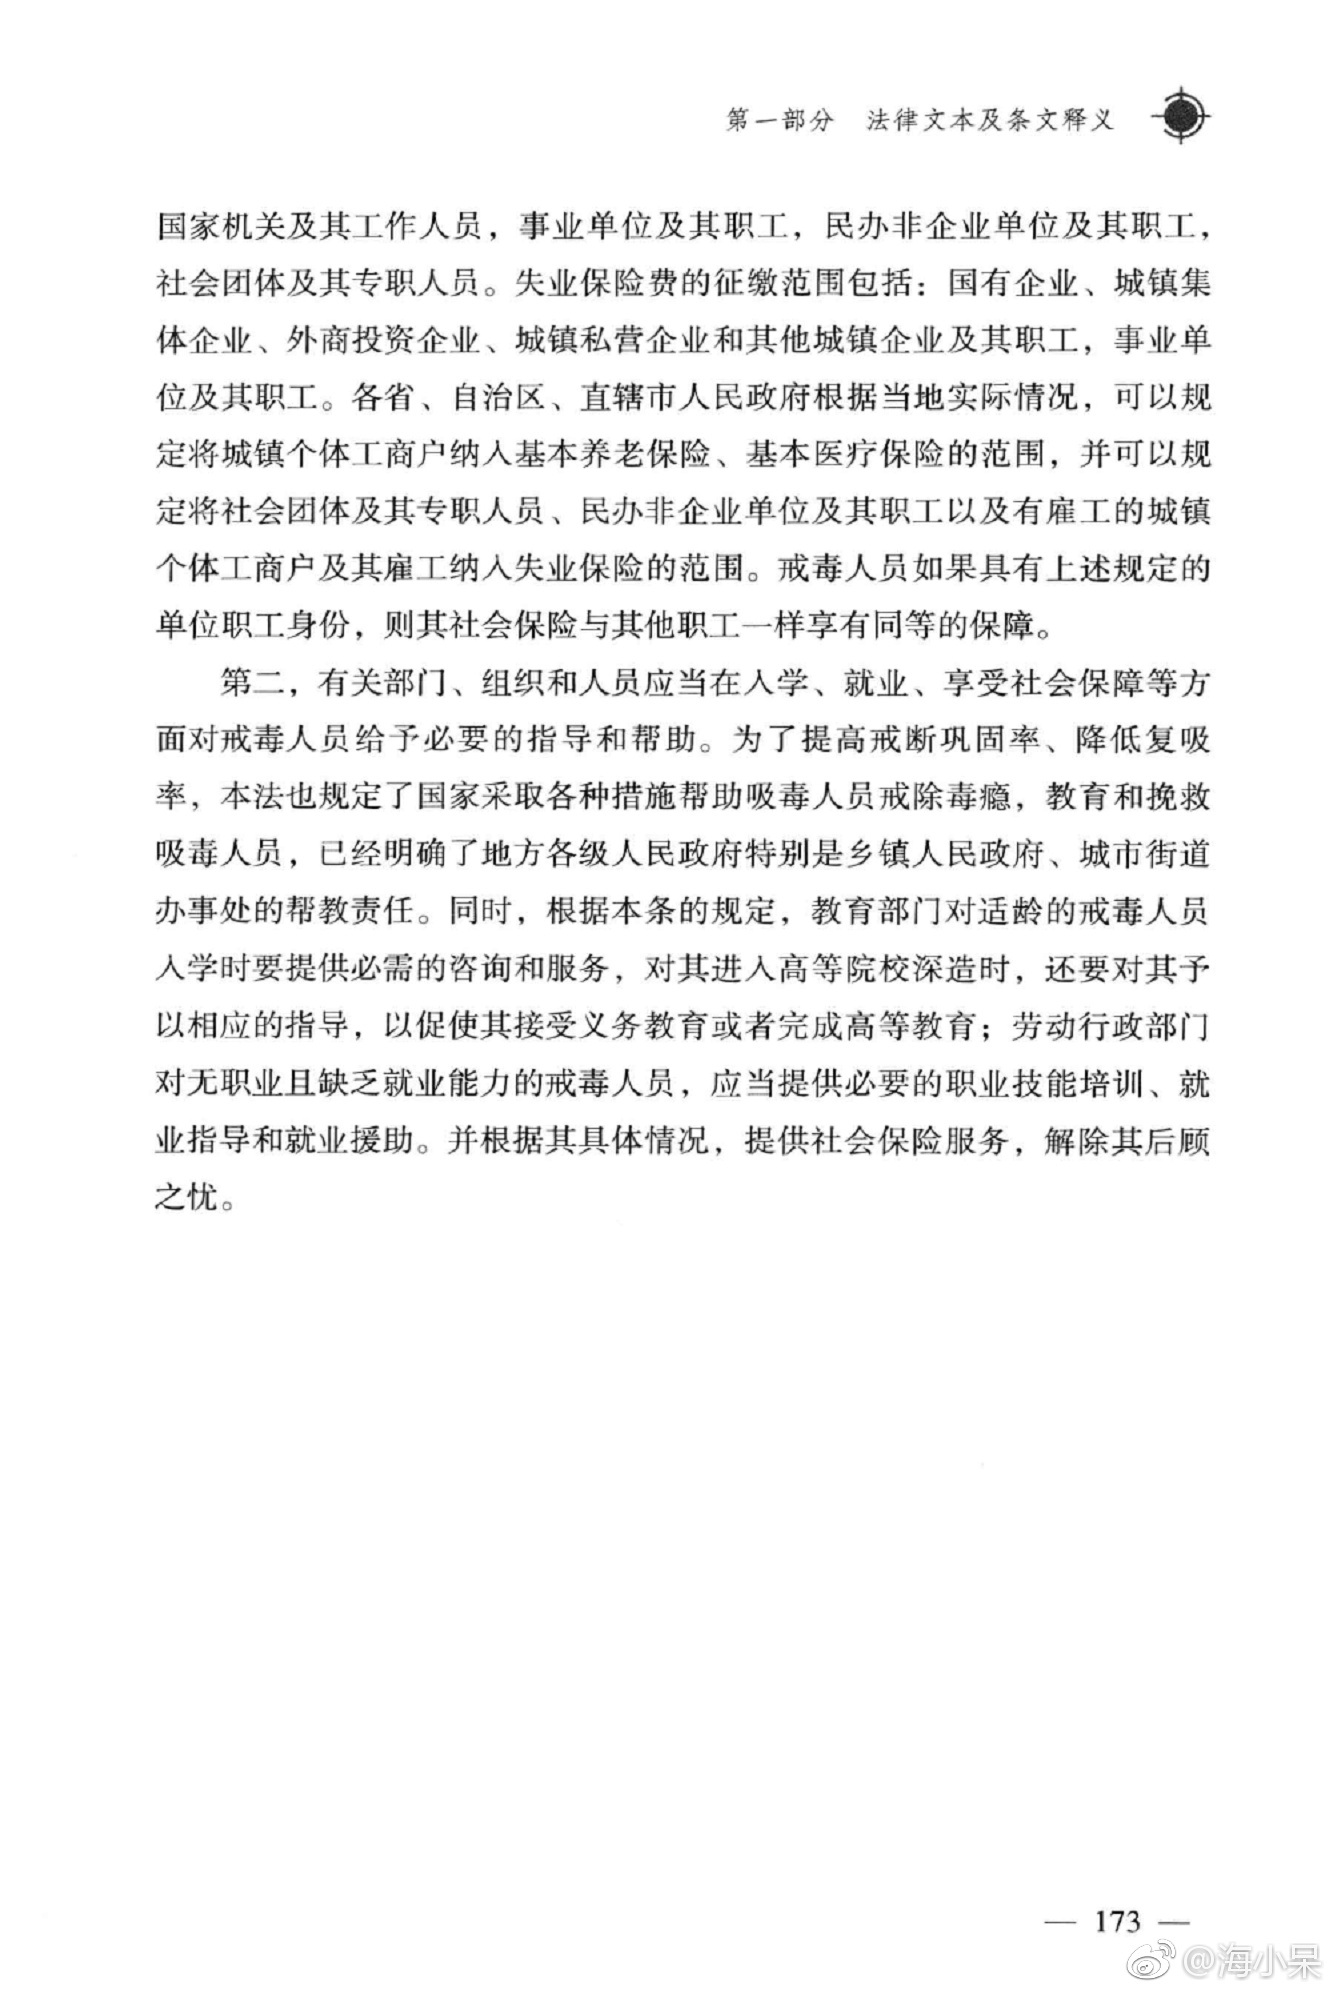 第一部分 法律文本及条文释义
国家机关及其工作人员，事业单位及其职工，民办非企业单位及其职工，
社会团体及其专职人员。失业保险费的征缴范围包括：国有企业、城镇集
体企业、外商投资企业、城镇私营企业和其他城镇企业及其职工，事业单
位及其职工。各省、自治区、直辖市人民政府根据当地实际情况，可以规
定将城镇个体工商户纳入基本养老保险、基本医疗保险的范围，并可以规
定将社会团体及其专职人员、民办非企业单位及其职工以及有雇工的城镇
个体工商户及其雇工纳入失业保险的范围。戒毒人员如果具有上述规定的
单位职工身份，则其社会保险与其他职工一样享有同等的保障。
第二，有关部门、组织和人员应当在入学、就业、享受社会保障等方
面对戒毒人员给予必要的指导和帮助。为了提高戒断巩固率、降低复吸
率，本法也规定了国家采取各种措施帮助吸毒人员戒除毒瘾，教育和挽救
吸毒人员，已经明确了地方各级人民政府特别是乡镇人民政府、城市街道
办事处的帮教责任。同时，根据本条的规定，教育部门对适龄的戒毒人员
入学时要提供必需的咨询和服务，对其进入高等院校深造时，还要对其予
以相应的指导，以促使其接受义务教育或者完成高等教育；劳动行政部门
对无职业且缺乏就业能力的戒毒人员，应当提供必要的职业技能培训、就
业指导和就业援助。并根据其具体情况，提供社会保险服务，解除其后顾
之忧。
— 173 —
@海小呆